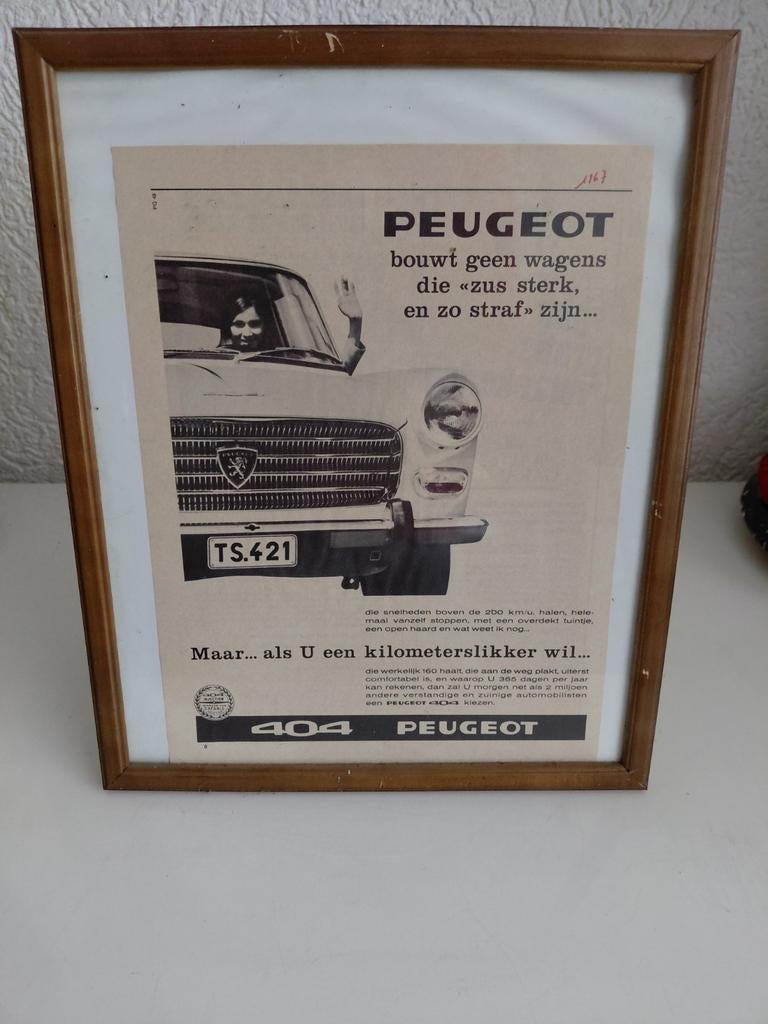 1967
PEUGEOT
bouwt geen wagens
die «zus sterk,
en zo straf» zijn...
PEUGEOT
TS.421
die snelheden boven de 200 km/u. halen, hele-
maal vanzelf stoppen, met een overdekt tuintje,
een open haard en wat weet ik nog...
Maar... als U een kilometerslikker wil...
die werkelijk 160 haalt, die aan de weg plakt, uiterst
comfortabel is, en waarop U 365 dagen per jaar
kan rekenen, dan zal U morgen net als 2 miljoen
andere verstandige en zuinige automobilisten
een PEUGEOT 404 kiezen.
404
404 PEUGEOT